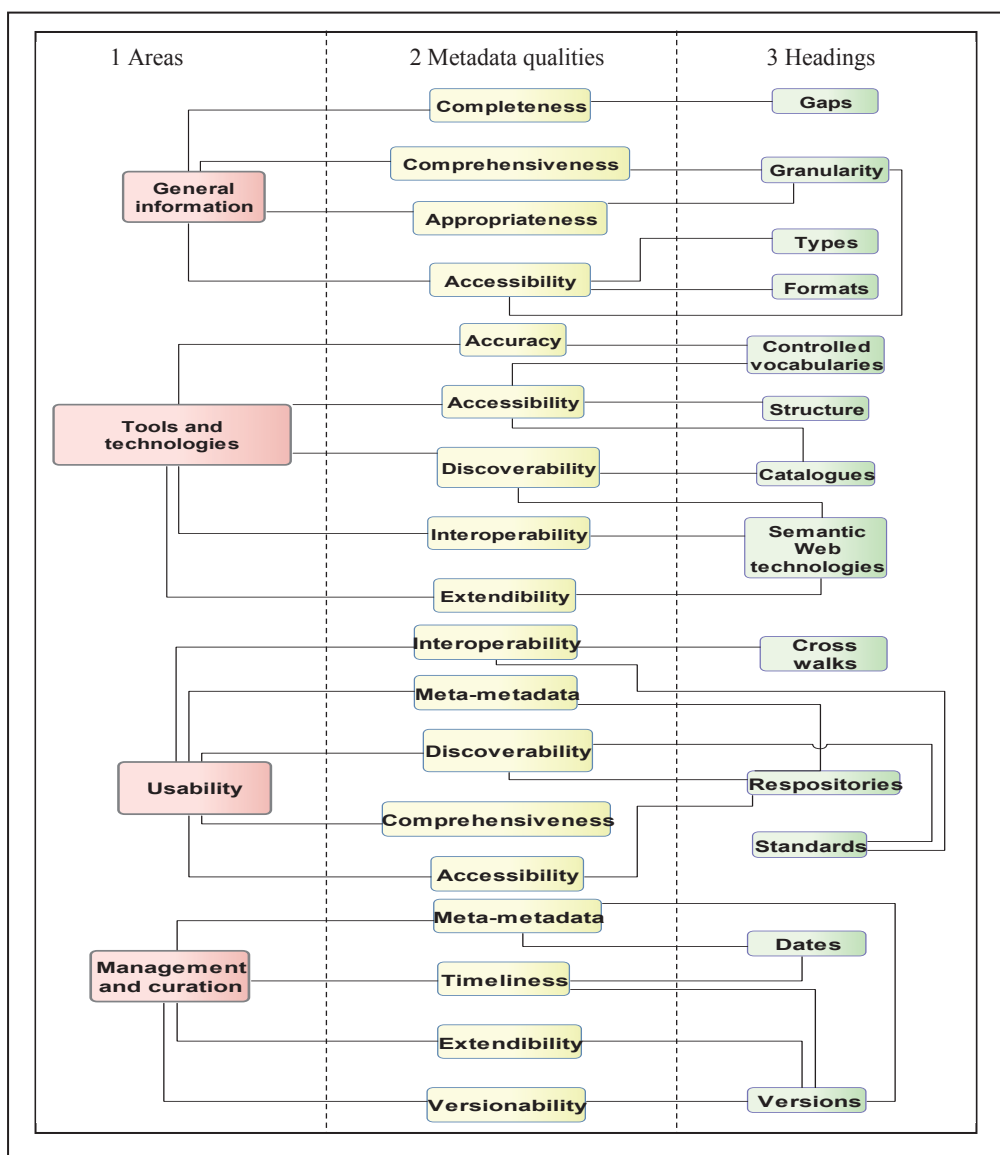 1 Areas
2 Metadata qualities
3 Headings
Completeness
Gaps
Comprehensiveness
General
information
Granularity
Appropriateness
Types
Accessibility
Formats
Accuracy
Controlled
vocabularies
Accessibility
Structure
Tools and
technologies
Discoverability
Catalogues
Interoperability
Semantic
Web
technologies
Extendibility
Interoperability
Cross
walks
Meta-metadata
Discoverability
Usability
Respositories
Comprehensiveness
Standards
Accessibility
Meta-metadata
Dates
Management
and curation
Timeliness
Extendibility
Versionability
Versions